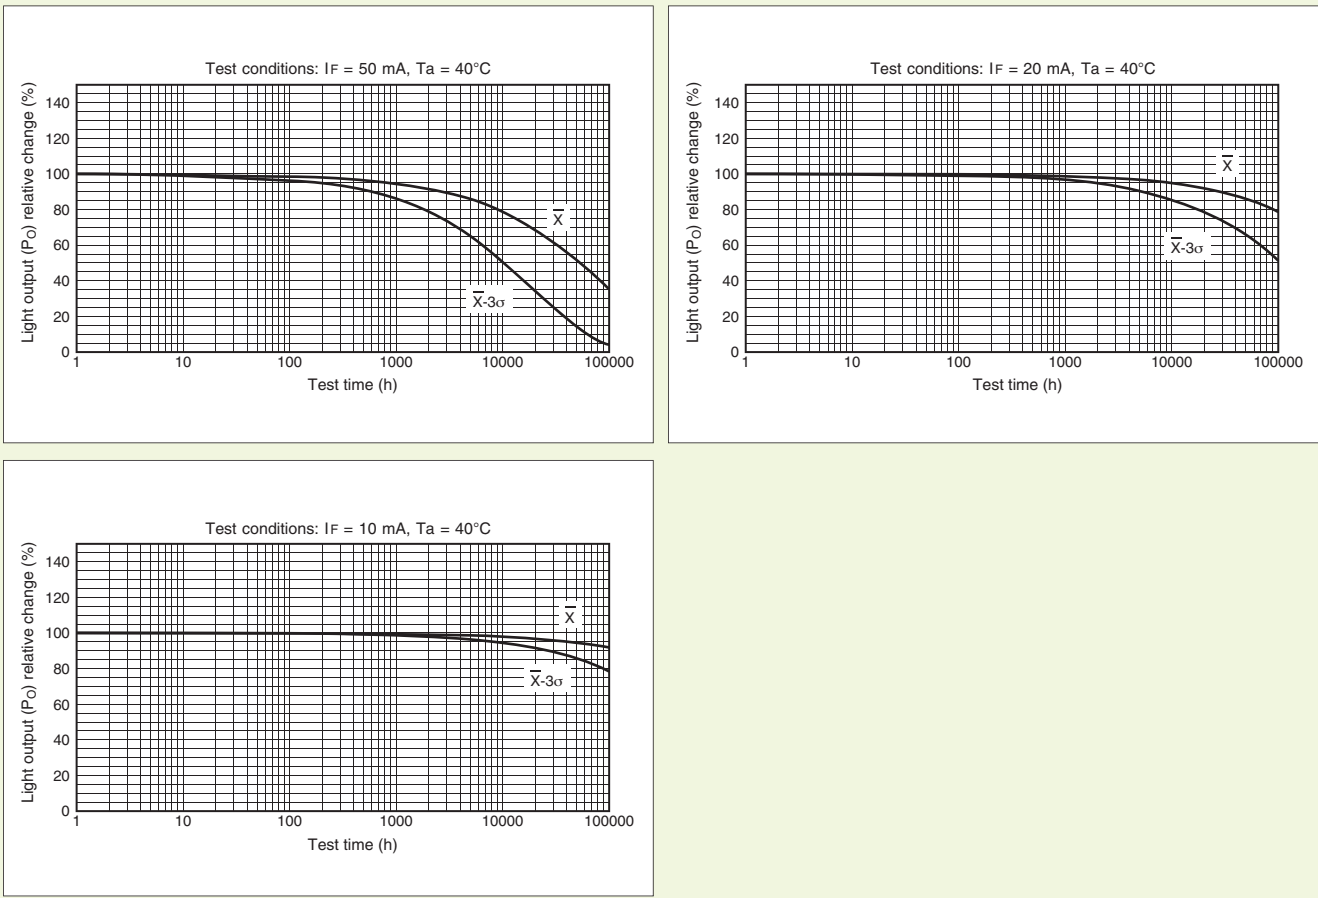 Test conditions: IF = 50 mA, Ta = 40°C
Light output (PO) relative change (%)
140
120
100
80
60
40
20
0
X̅
X̅-3σ
1 10 100 1000 10000 100000
Test time (h)
Test conditions: IF = 20 mA, Ta = 40°C
Light output (PO) relative change (%)
140
120
100
80
60
40
20
0
X̅
X̅-3σ
1 10 100 1000 10000 100000
Test time (h)
Test conditions: IF = 10 mA, Ta = 40°C
Light output (PO) relative change (%)
140
120
100
80
60
40
20
0
X̅
X̅-3σ
1 10 100 1000 10000 100000
Test time (h)